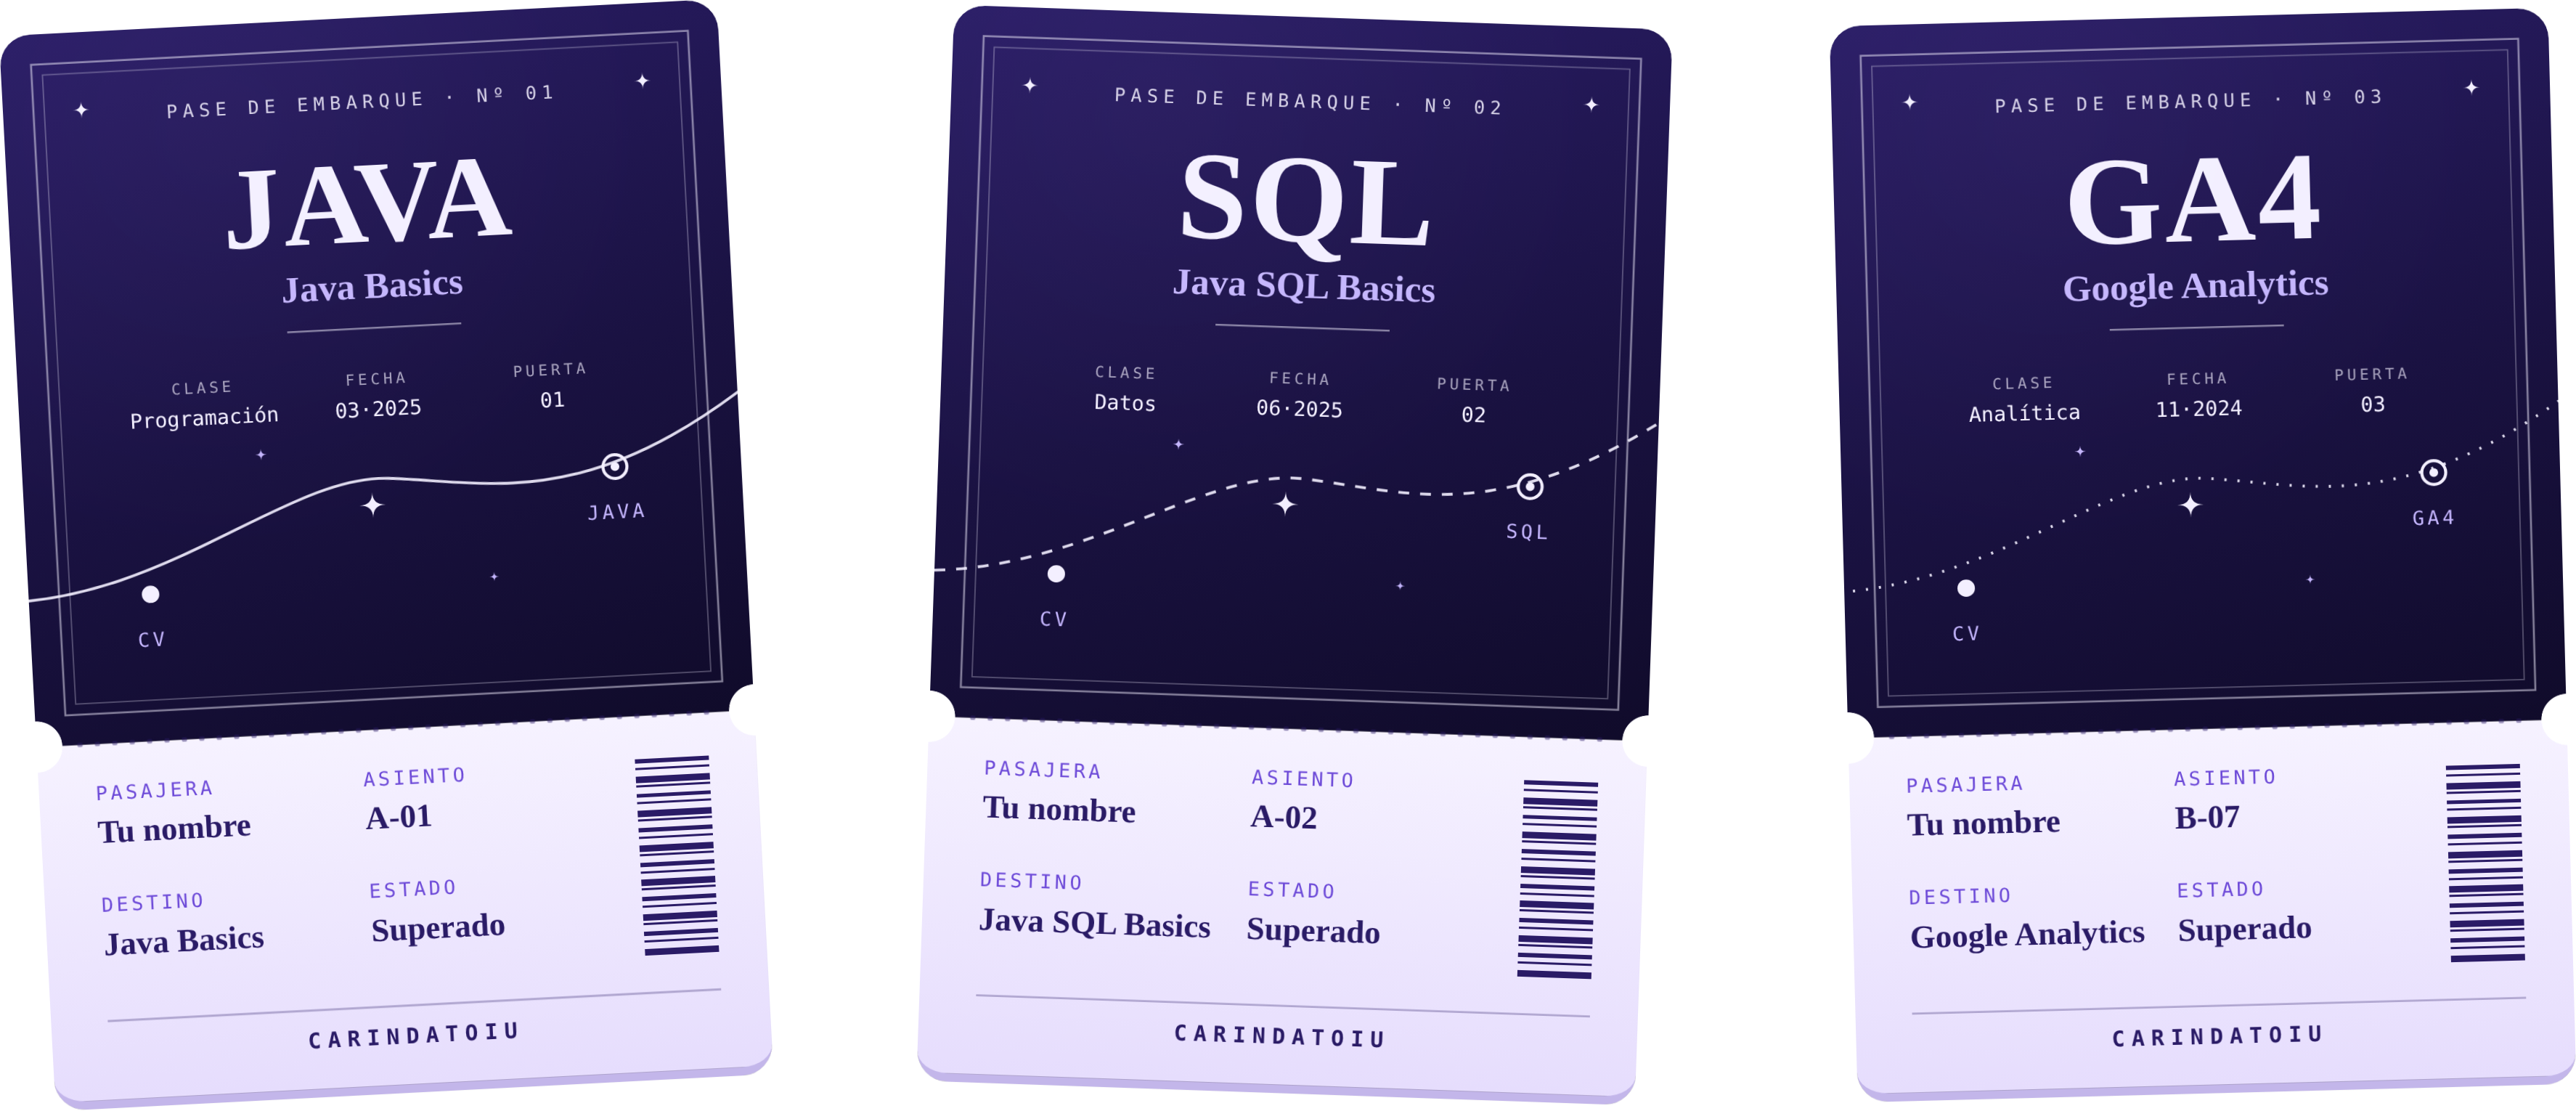 PASE DE EMBARQUE · Nº 01
JAVA
Java Basics
CLASE FECHA PUERTA
Programación 03·2025 01
JAVA
CV
PASAJERA ASIENTO
Tu nombre A-01
DESTINO ESTADO
Java Basics Superado
CARINDATOIU
PASE DE EMBARQUE · Nº 02
SQL
Java SQL Basics
CLASE FECHA PUERTA
Datos 06·2025 02
SQL
CV
PASAJERA ASIENTO
Tu nombre A-02
DESTINO ESTADO
Java SQL Basics Superado
CARINDATOIU
PASE DE EMBARQUE · Nº 03
GA4
Google Analytics
CLASE FECHA PUERTA
Analítica 11·2024 03
GA4
CV
PASAJERA ASIENTO
Tu nombre B-07
DESTINO ESTADO
Google Analytics Superado
CARINDATOIU